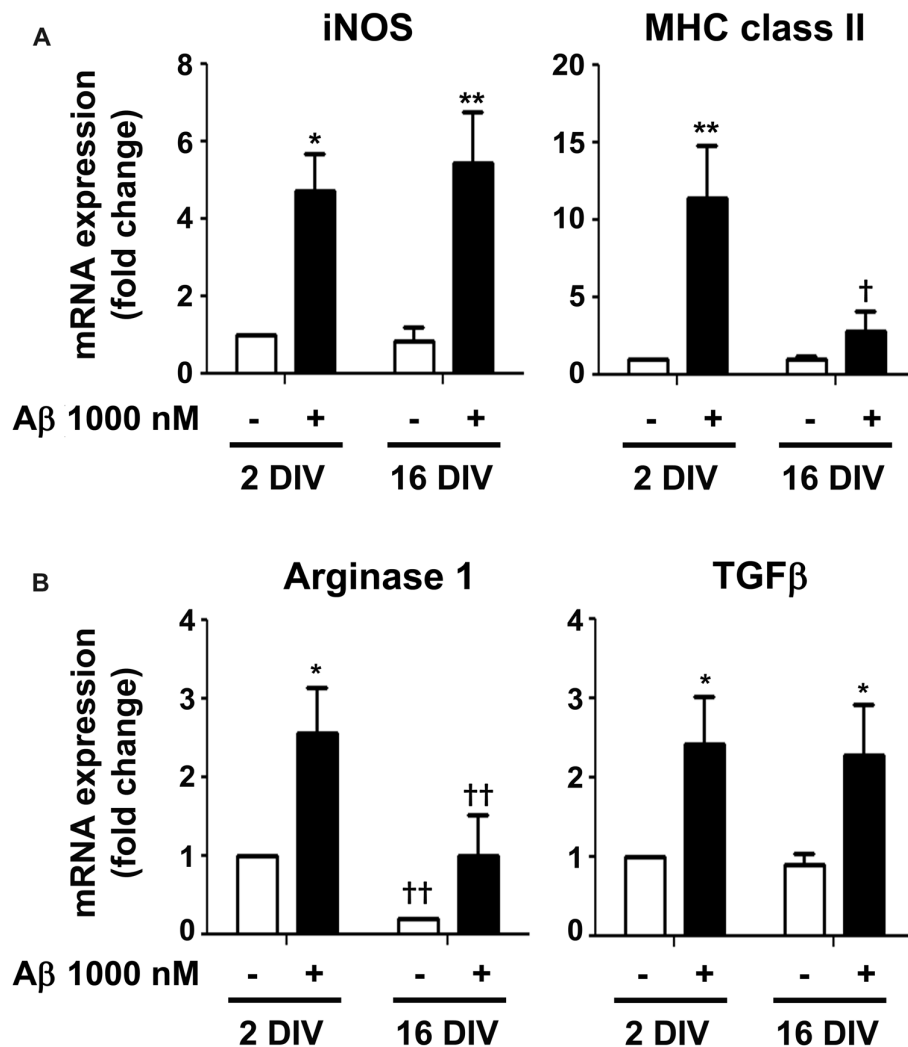 A
iNOS
MHC class II
mRNA expression
(fold change)
8
6
4
2
0
*
**
20
15
10
5
0
**
†
Aβ 1000 nM - + - + - + - +
2 DIV 16 DIV 2 DIV 16 DIV
B
Arginase 1
TGFβ
mRNA expression
(fold change)
4
3
2
1
0
*
††
††
4
3
2
1
0
*
*
Aβ 1000 nM - + - + - + - +
2 DIV 16 DIV 2 DIV 16 DIV